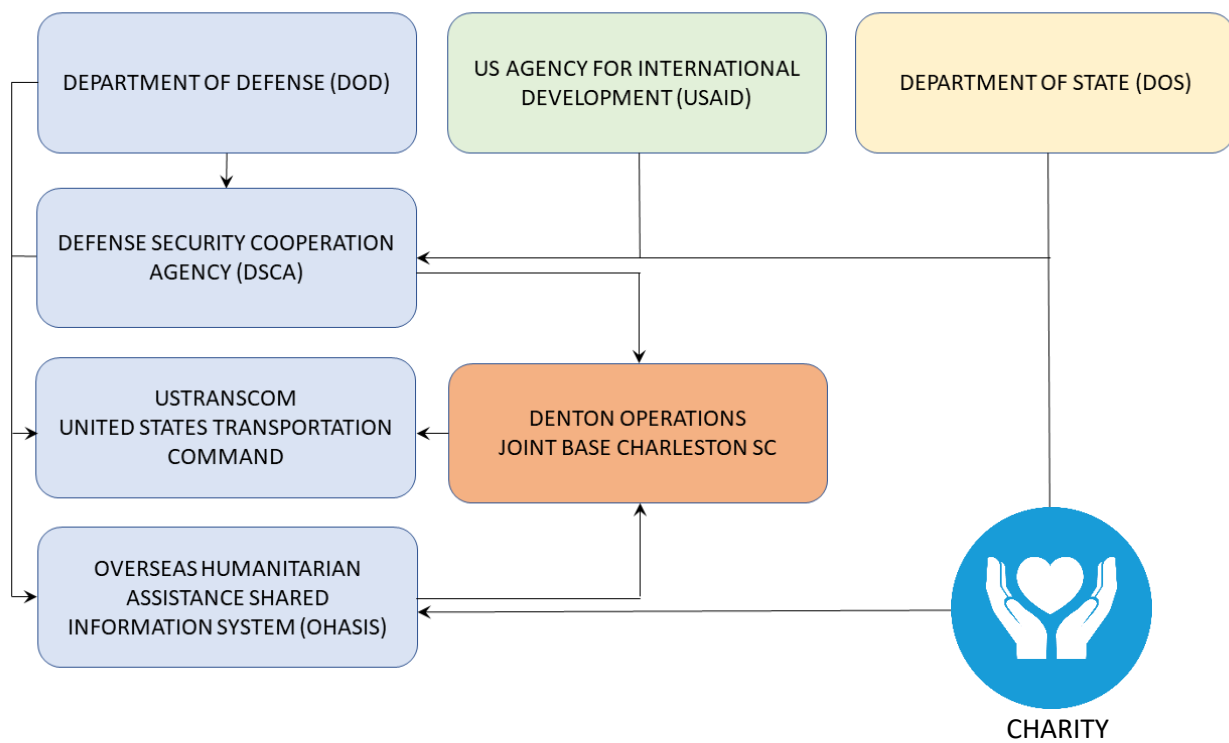 DEPARTMENT OF DEFENSE (DOD)
US AGENCY FOR INTERNATIONAL
DEVELOPMENT (USAID)
DEPARTMENT OF STATE (DOS)
DEFENSE SECURITY COOPERATION
AGENCY (DSCA)
USTRANSCOM
UNITED STATES TRANSPORTATION
COMMAND
DENTON OPERATIONS
JOINT BASE CHARLESTON SC
OVERSEAS HUMANITARIAN
ASSISTANCE SHARED
INFORMATION SYSTEM (OHASIS)
CHARITY